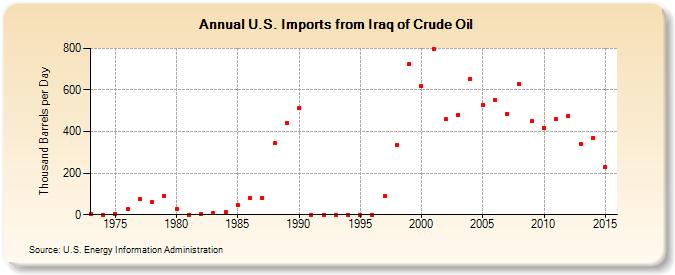 Annual U.S. Imports from Iraq of Crude Oil
Thousand Barrels per Day
800
600
400
200
0
1975 1980 1985 1990 1995 2000 2005 2010 2015
Source: U.S. Energy Information Administration